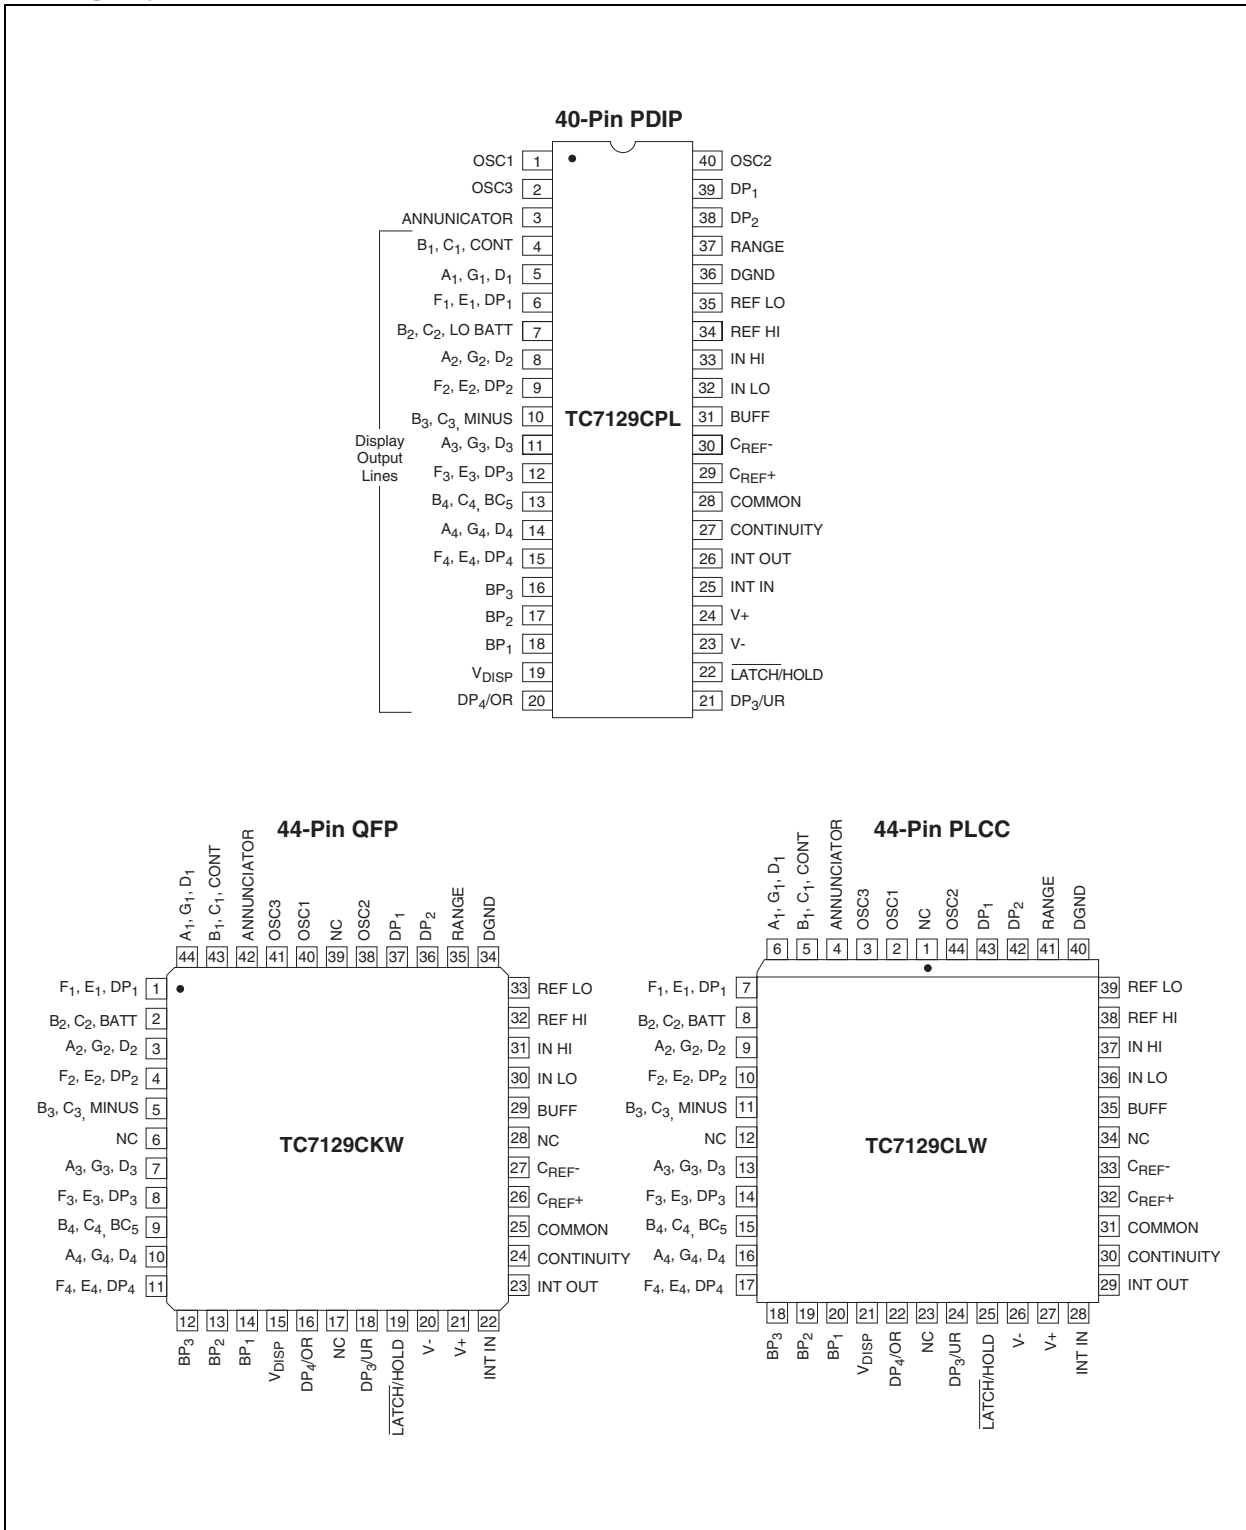 40-Pin PDIP
OSC1 1 40 OSC2
OSC3 2 39 DP1
ANNUNICATOR 3 38 DP2
B1, C1, CONT 4 37 RANGE
A1, G1, D1 5 36 DGND
F1, E1, DP1 6 35 REF LO
B2, C2, LO BATT 7 34 REF HI
A2, G2, D2 8 33 IN HI
F2, E2, DP2 9 32 IN LO
B3, C3, MINUS 10 TC7129CPL 31 BUFF
Display
Output
Lines
A3, G3, D3 11 30 CREF-
F3, E3, DP3 12 29 CREF+
B4, C4, BC5 13 28 COMMON
A4, G4, D4 14 27 CONTINUITY
F4, E4, DP4 15 26 INT OUT
BP3 16 25 INT IN
BP2 17 24 V+
BP1 18 23 V-
VDISP 19 22 LATCH/HOLD
DP4/OR 20 21 DP3/UR
44-Pin QFP
A1, G1, D1
B1, C1, CONT
ANNUNCIATOR
OSC3
OSC1
NC
OSC2
DP1
DP2
RANGE
DGND
44 43 42 41 40 39 38 37 36 35 34
F1, E1, DP1 1 33 REF LO
B2, C2, BATT 2 32 REF HI
A2, G2, D2 3 31 IN HI
F2, E2, DP2 4 30 IN LO
B3, C3, MINUS 5 29 BUFF
NC 6 TC7129CKW 28 NC
A3, G3, D3 7 27 CREF-
F3, E3, DP3 8 26 CREF+
B4, C4, BC5 9 25 COMMON
A4, G4, D4 10 24 CONTINUITY
F4, E4, DP4 11 23 INT OUT
12 13 14 15 16 17 18 19 20 21 22
BP3
BP2
BP1
VDISP
DP4/OR
NC
DP3/UR
LATCH/HOLD
V-
V+
INT IN
44-Pin PLCC
A1, G1, D1
B1, C1, CONT
ANNUNCIATOR
OSC3
OSC1
NC
OSC2
DP1
DP2
RANGE
DGND
6 5 4 3 2 1 44 43 42 41 40
F1, E1, DP1 7 39 REF LO
B2, C2, BATT 8 38 REF HI
A2, G2, D2 9 37 IN HI
F2, E2, DP2 10 36 IN LO
B3, C3, MINUS 11 35 BUFF
NC 12 TC7129CLW 34 NC
A3, G3, D3 13 33 CREF-
F3, E3, DP3 14 32 CREF+
B4, C4, BC5 15 31 COMMON
A4, G4, D4 16 30 CONTINUITY
F4, E4, DP4 17 29 INT OUT
18 19 20 21 22 23 24 25 26 27 28
BP3
BP2
BP1
VDISP
DP4/OR
NC
DP3/UR
LATCH/HOLD
V-
V+
INT IN